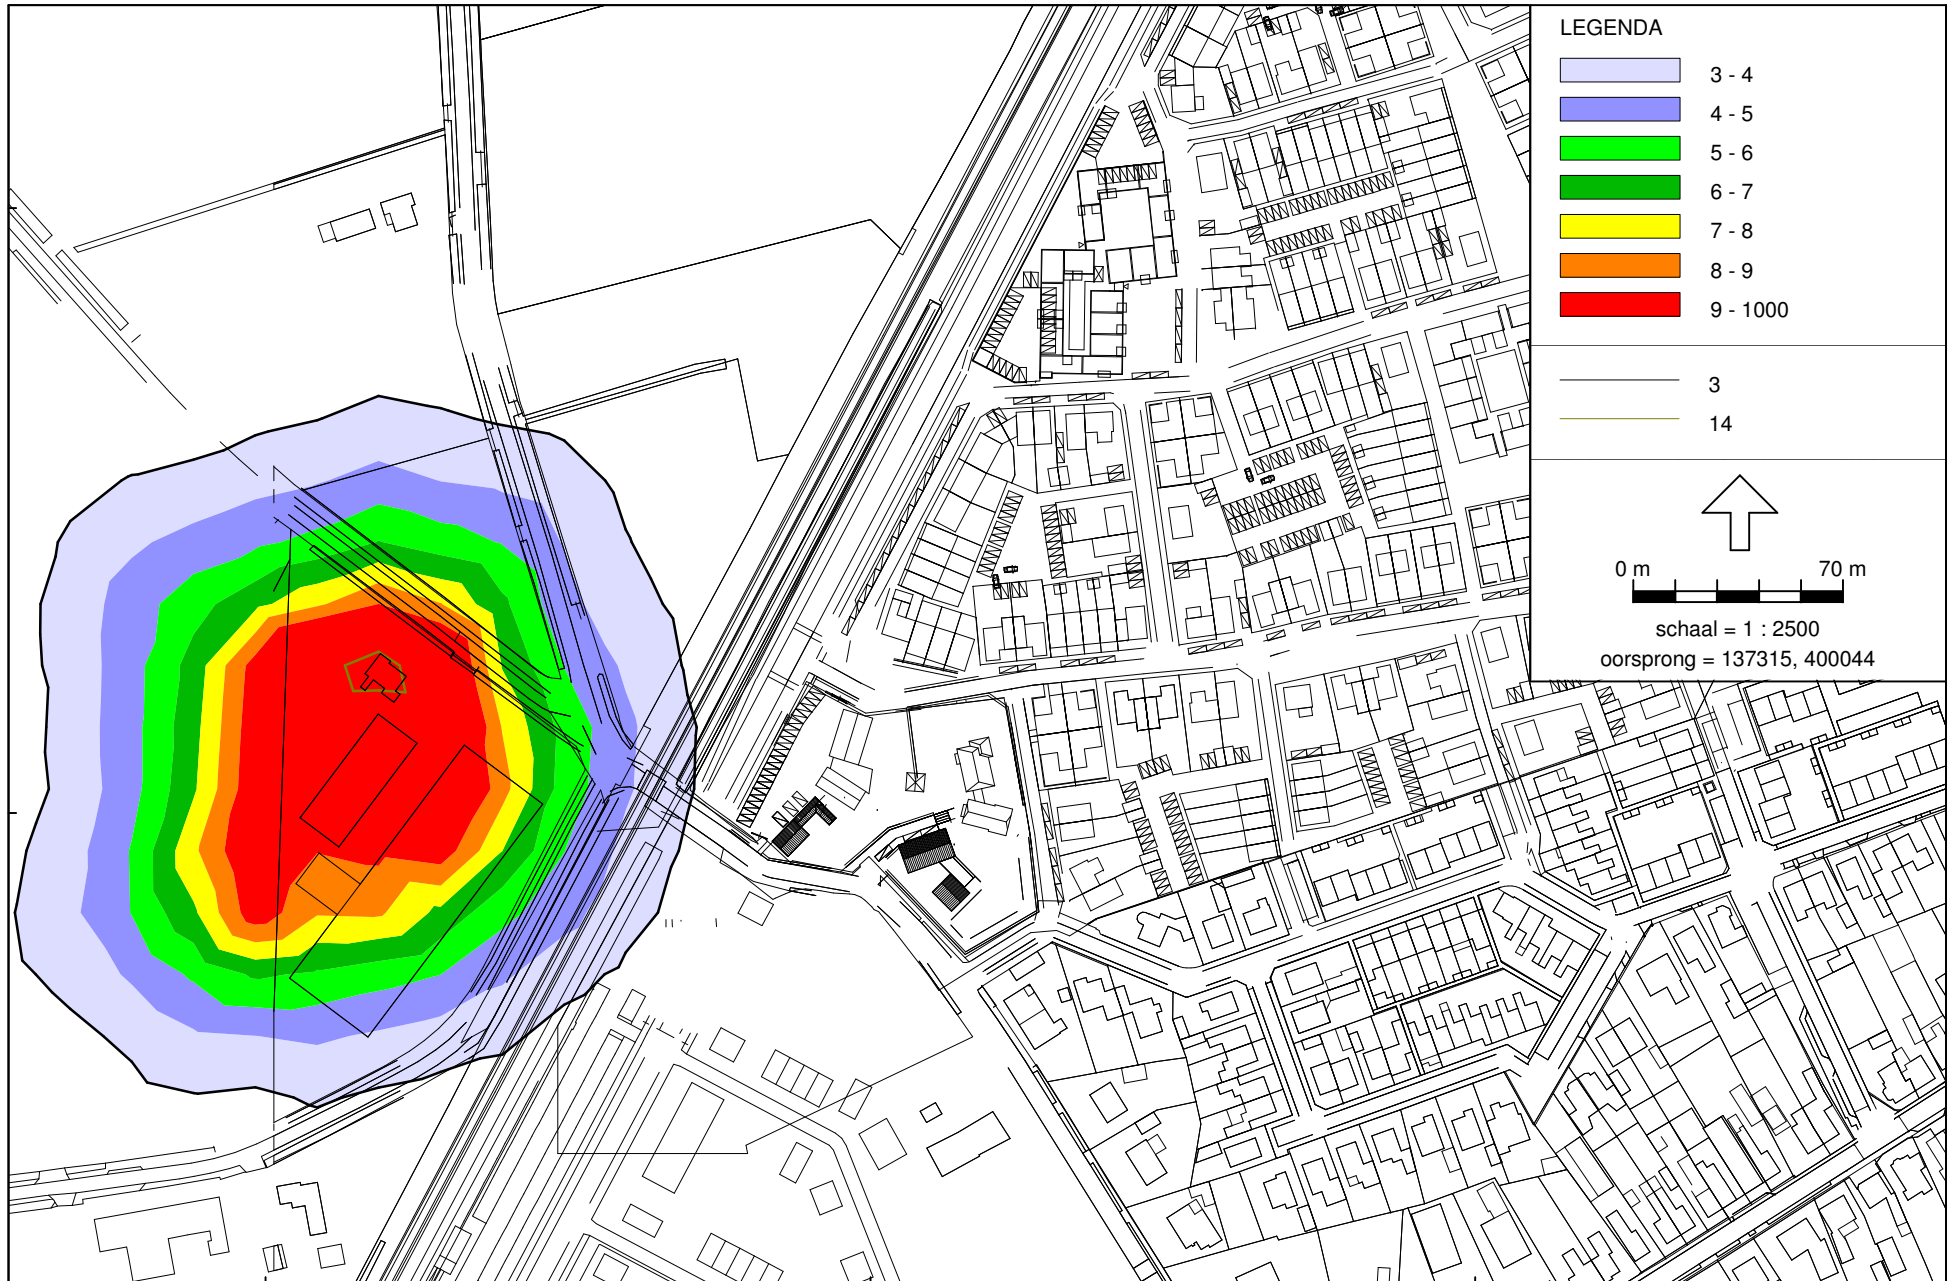 LEGENDA
3 - 4
4 - 5
5 - 6
6 - 7
7 - 8
8 - 9
9 - 1000
3
14
0 m 70 m
schaal = 1 : 2500
oorsprong = 137315, 400044